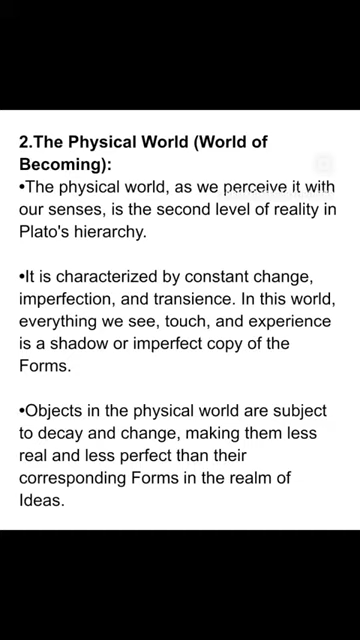 2.The Physical World (World of
Becoming):
•The physical world, as we perceive it with
our senses, is the second level of reality in
Plato's hierarchy.
•It is characterized by constant change,
imperfection, and transience. In this world,
everything we see, touch, and experience
is a shadow or imperfect copy of the
Forms.
•Objects in the physical world are subject
to decay and change, making them less
real and less perfect than their
corresponding Forms in the realm of
Ideas.